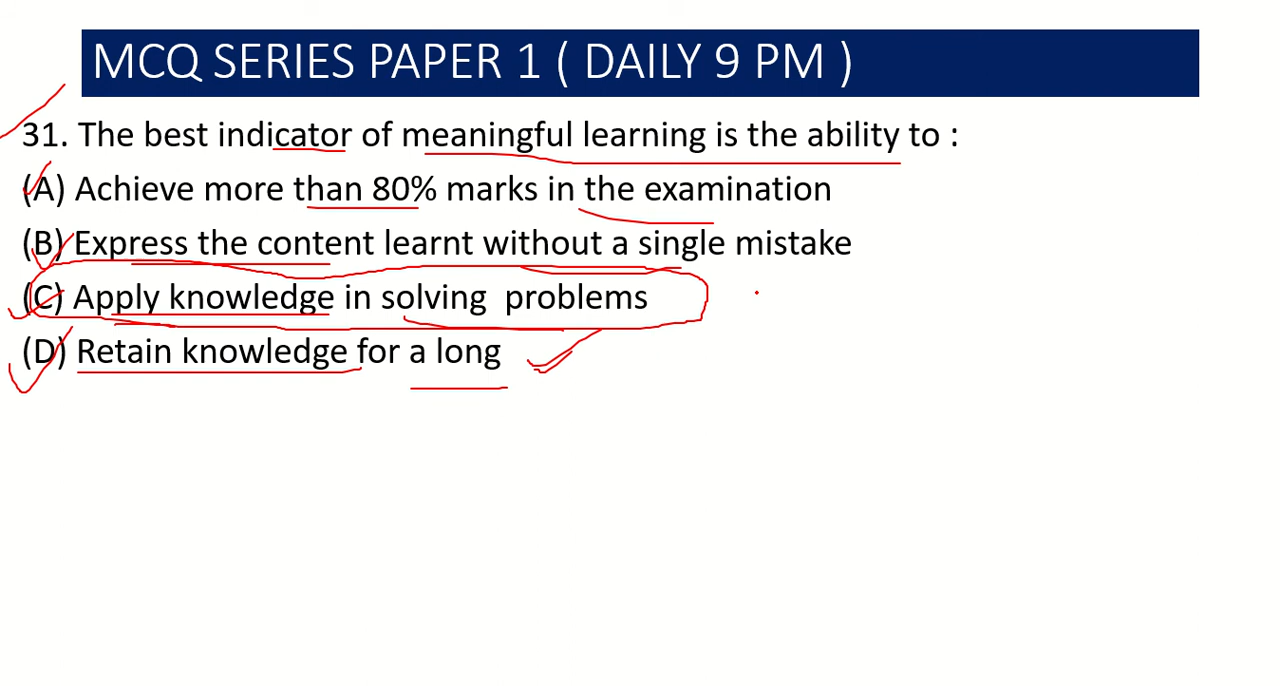 MCQ SERIES PAPER 1 ( DAILY 9 PM )
31. The best indicator of meaningful learning is the ability to :
(A) Achieve more than 80% marks in the examination
(B) Express the content learnt without a single mistake
(C) Apply knowledge in solving  problems
(D) Retain knowledge for a long